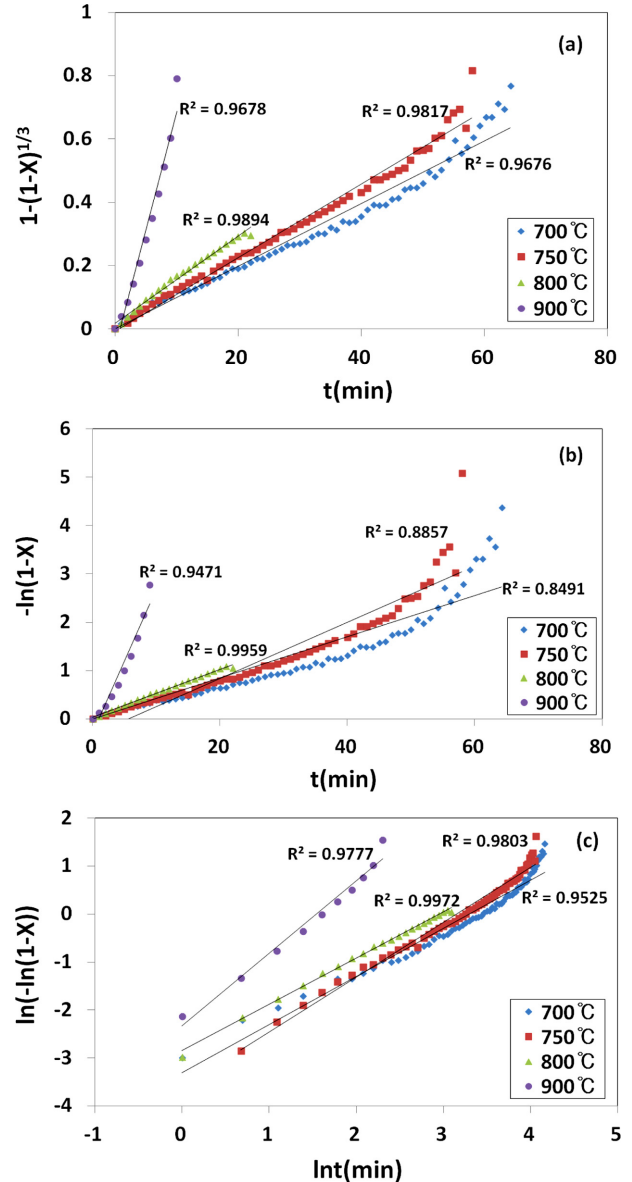 (a)
1
0.8
0.6
0.4
0.2
0
1-(1-X)^1/3
R² = 0.9678
R² = 0.9817
R² = 0.9676
R² = 0.9894
700℃
750℃
800℃
900℃
0 20 40 60 80
t(min)
(b)
6
5
4
3
2
1
0
-ln(1-X)
R² = 0.8857
R² = 0.9471
R² = 0.8491
R² = 0.9959
700℃
750℃
800℃
900℃
0 20 40 60 80
t(min)
(c)
2
1
0
-1
-2
-3
-4
ln(-ln(1-X))
R² = 0.9803
R² = 0.9777
R² = 0.9972
R² = 0.9525
700℃
750℃
800℃
900℃
-1 0 1 2 3 4 5
lnt(min)